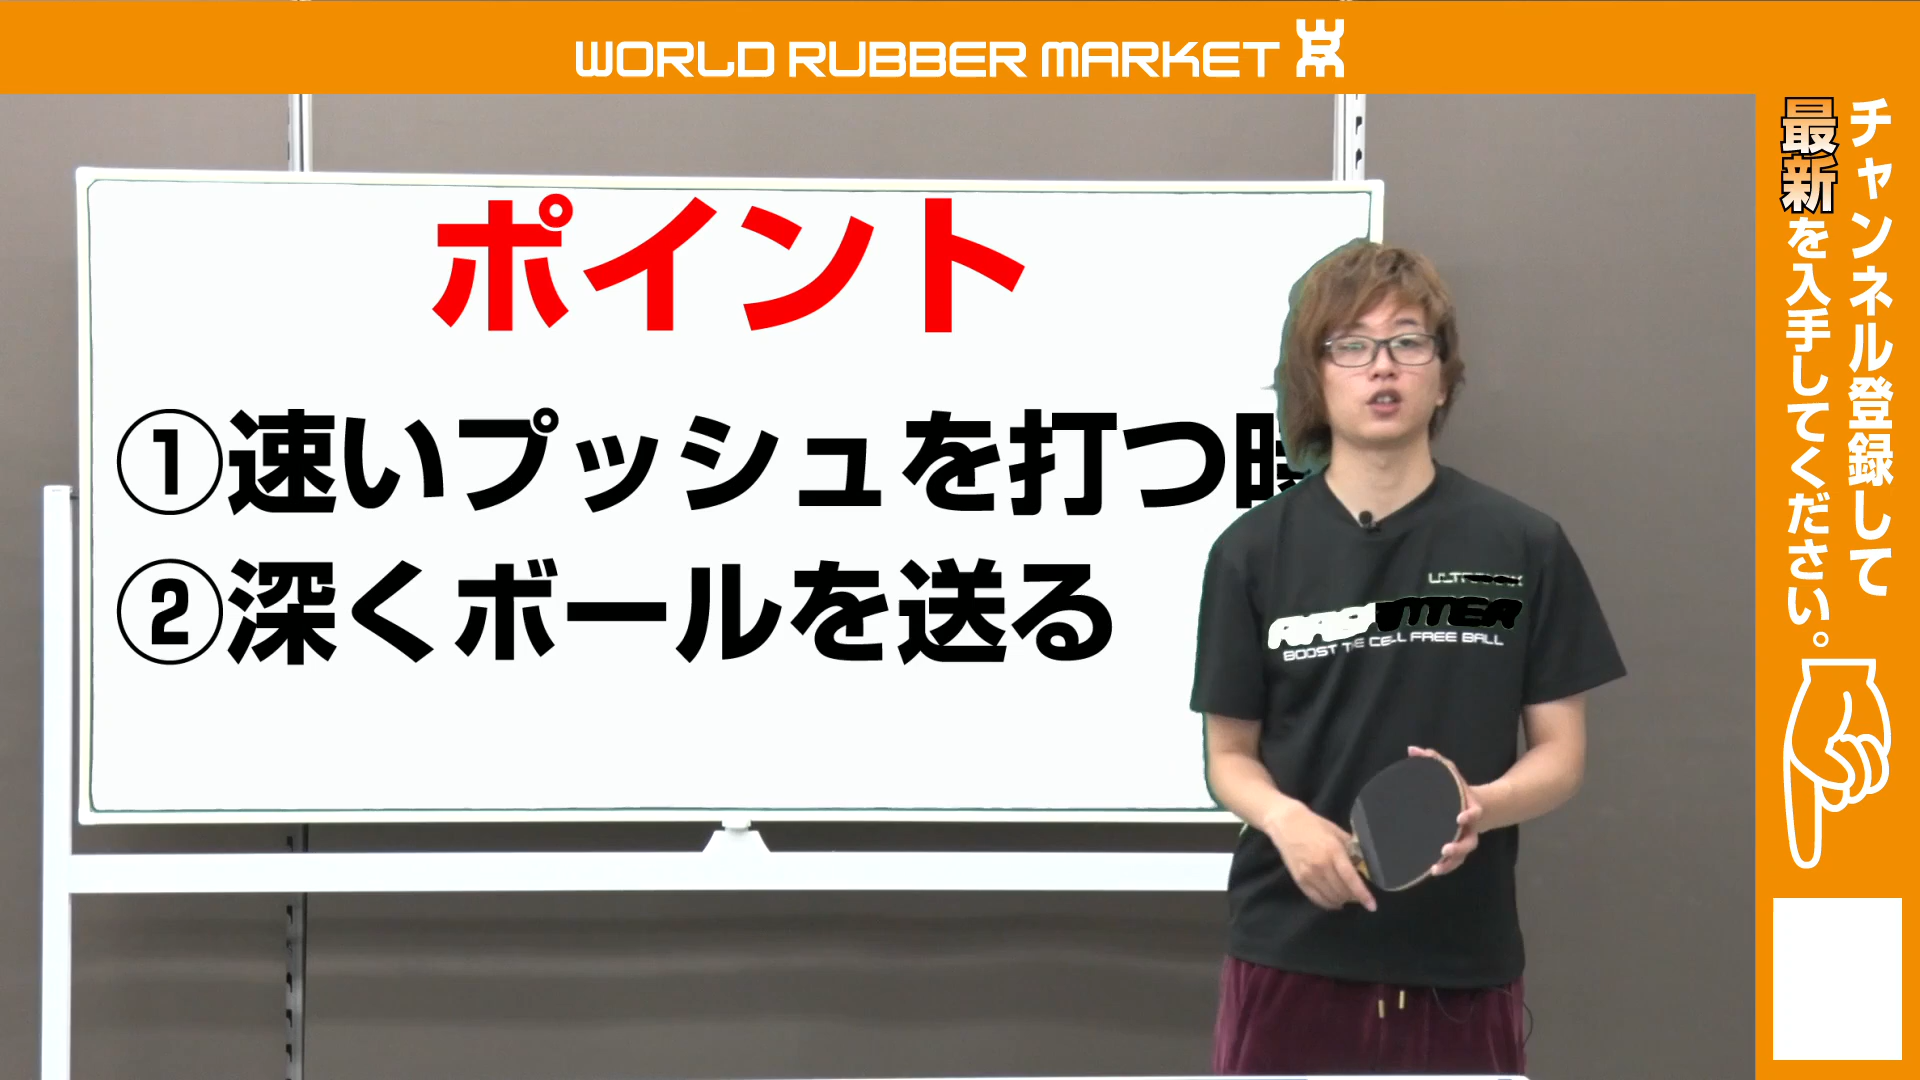 WORLD RUBBER MARKET
チャンネル登録して
最新を入手してください。
ポイント
①速いプッシュを打つ時
②深くボールを送る
BOOST THE CELL FREE BALL